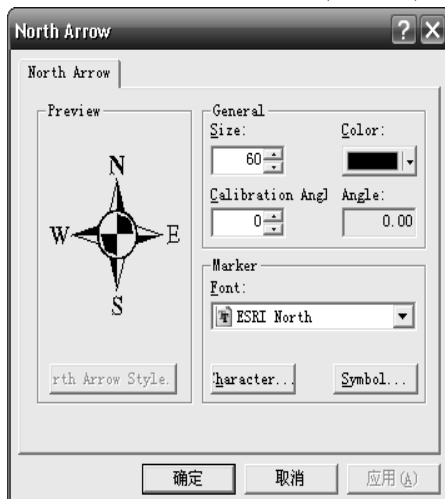 North Arrow
North Arrow
Preview
N
W E
S
rth Arrow Style.
General
Size: Color:
60
Calibration Angl Angle:
0 0.00
Marker
Font:
ESRI North
haracter... Symbol...
确定 取消 应用(A)